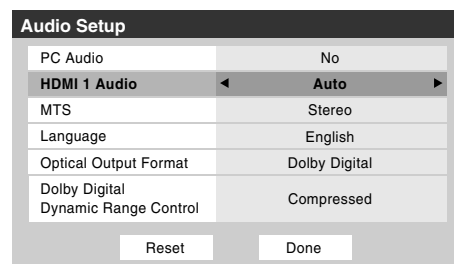 Audio Setup
PC Audio No
HDMI 1 Audio ◄ Auto ►
MTS Stereo
Language English
Optical Output Format Dolby Digital
Dolby Digital
Dynamic Range Control Compressed
Reset Done